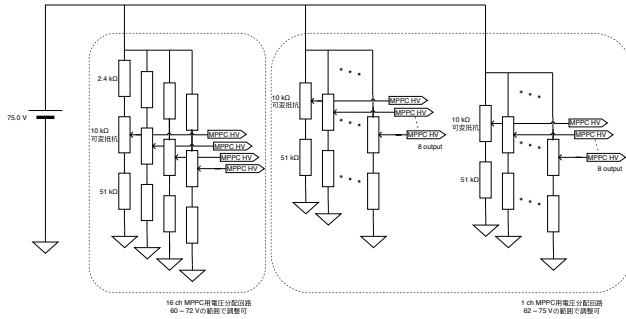 2.4 kΩ
75.0 V
10 kΩ
可変抵抗
51 kΩ
MPPC HV
MPPC HV
MPPC HV
MPPC HV
16 ch MPPC用電圧分配回路
60～72 Vの範囲で調整可
10 kΩ
可変抵抗
51 kΩ
MPPC HV
MPPC HV
MPPC HV
8 output
10 kΩ
可変抵抗
51 kΩ
MPPC HV
MPPC HV
MPPC HV
8 output
1 ch MPPC用電圧分配回路
62～75 Vの範囲で調整可